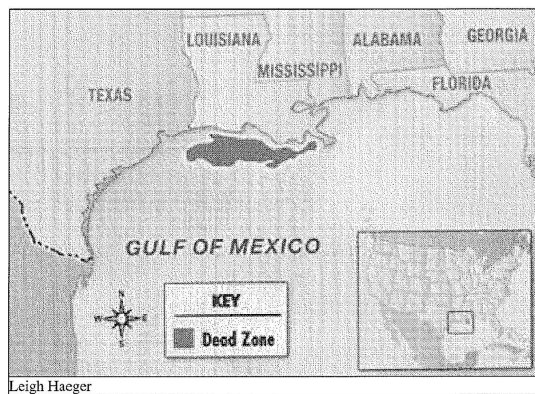 LOUISIANA
ALABAMA
GEORGIA
MISSISSIPPI
TEXAS
FLORIDA
GULF OF MEXICO
N
W E
S
KEY
Dead Zone
Leigh Haeger